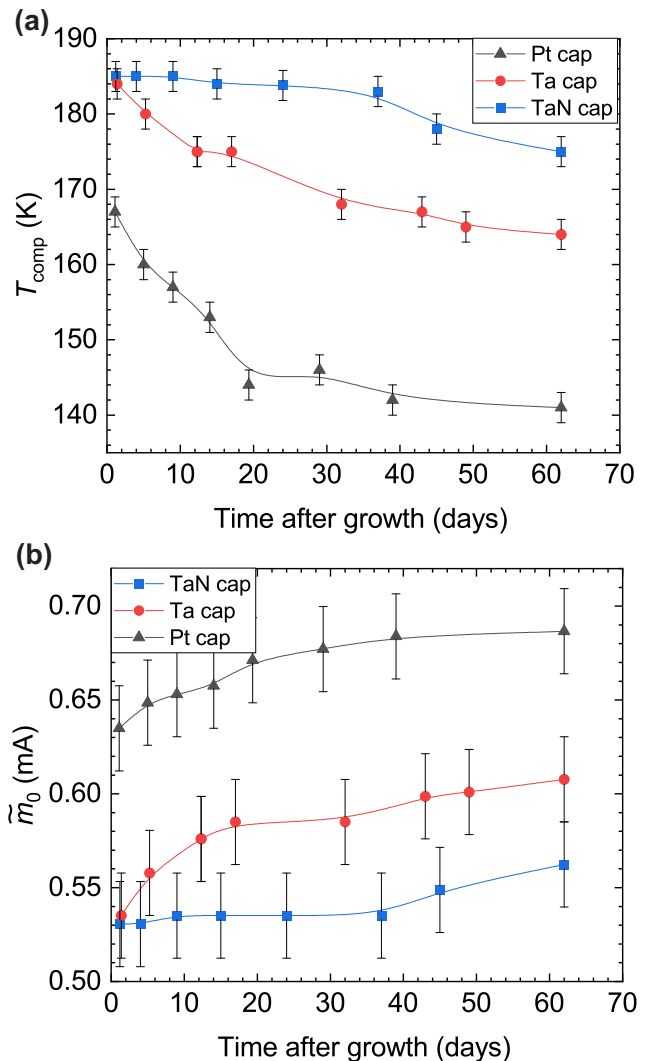 (a)
190
180
170
160
150
140
T_comp (K)
Pt cap
Ta cap
TaN cap
0 10 20 30 40 50 60 70
Time after growth (days)
(b)
0.70
0.65
0.60
0.55
0.50
m̃_0 (mA)
TaN cap
Ta cap
Pt cap
0 10 20 30 40 50 60 70
Time after growth (days)